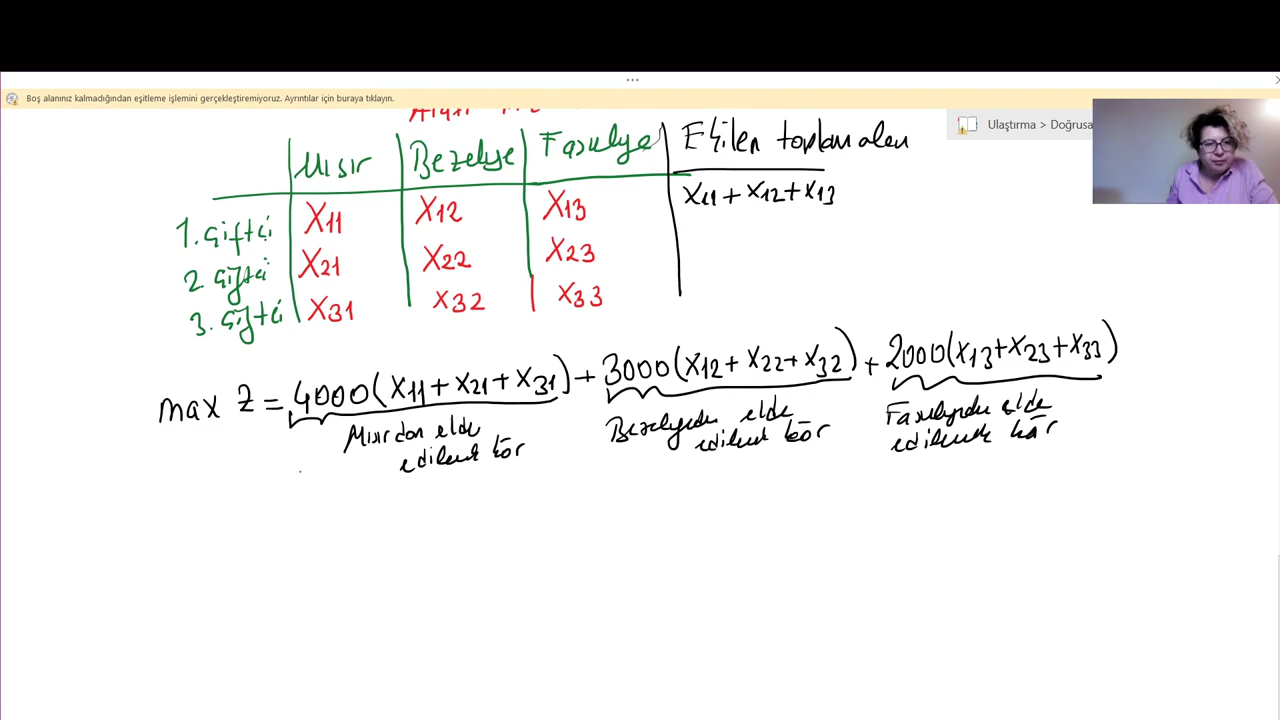 Boş alanınız kalmadığından eşitleme işlemini gerçekleştiremiyoruz. Ayrıntılar için buraya tıklayın.
Ulaştırma > Doğrusa
Mısır Bezelye Fasulye Ekilen toplam alan
1. çiftçi X11 X12 X13 X11 + X12 + X13
2 çiftçi X21 X22 X23
3. çiftçi X31 X32 X33
max Z = 4000(X11 + X21 + X31) + 3000(X12 + X22 + X32) + 2000(X13 + X23 + X33)
Mısırdan elde edilecek kâr
Bezelyeden elde edilecek kâr
Fasulyeden elde edilecek kâr